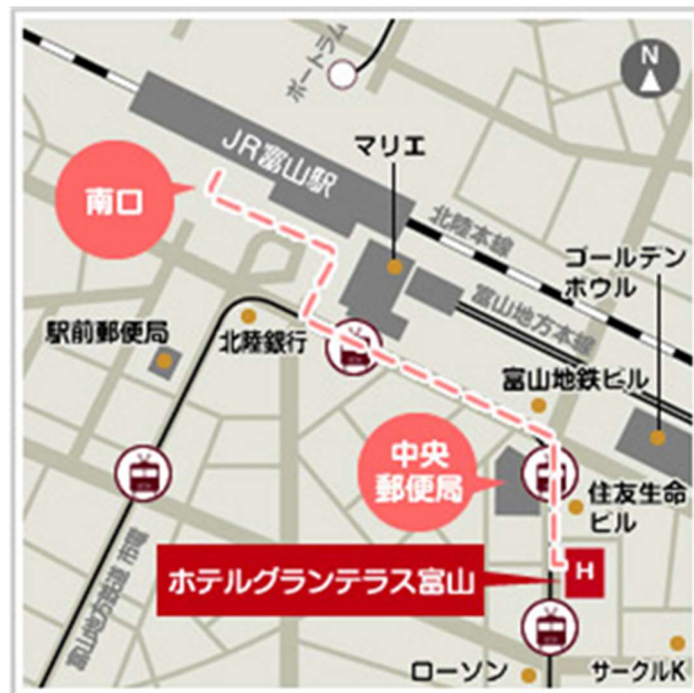 N
ポートラム
マリエ
JR富山駅
南口
北陸本線
ゴールデン
ボウル
富山地方本線
駅前郵便局
北陸銀行
富山地鉄ビル
中央
郵便局
住友生命
ビル
ホテルグランテラス富山
H
富山地方鉄道 市電
ローソン
サークルK